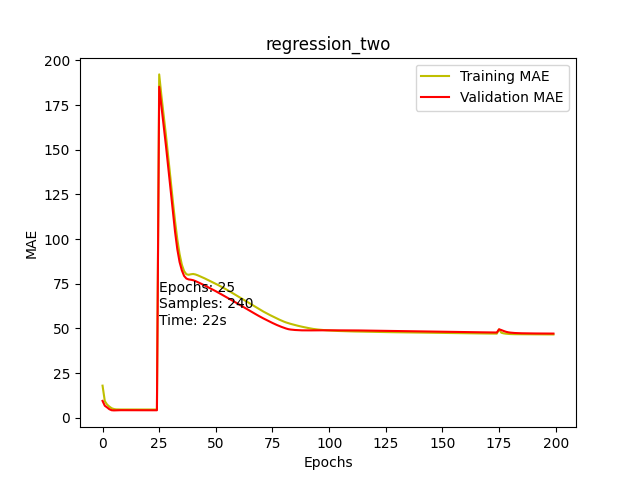 regression_two
200
175
150
125
100
75
50
25
0
MAE
Training MAE
Validation MAE
Epochs: 25
Samples: 240
Time: 22s
0 25 50 75 100 125 150 175 200
Epochs